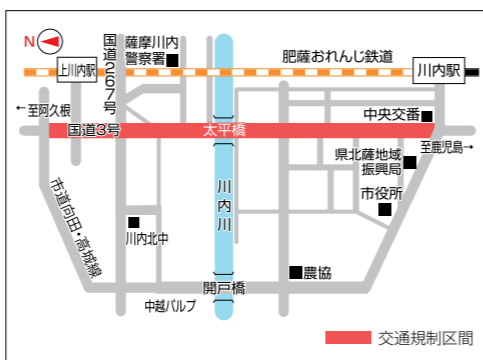 N
国道267号
薩摩川内
警察署
肥薩おれんじ鉄道
上川内駅
川内駅
←至阿久根
中央交番
国道3号
太平橋
至鹿児島→
県北薩地域
振興局
市道向田・高城線
川内川
市役所
川内北中
農協
開戸橋
中越パルプ
交通規制区間